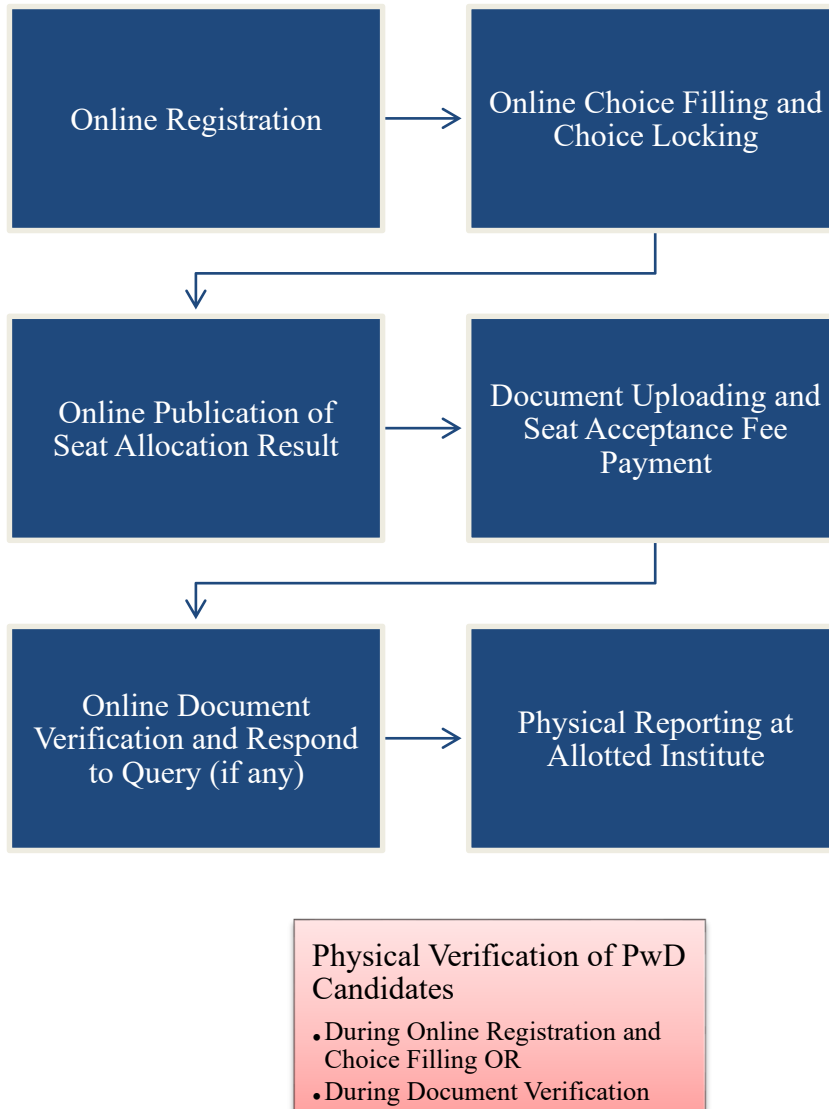 Online Registration
Online Choice Filling and
Choice Locking
Online Publication of
Seat Allocation Result
Document Uploading and
Seat Acceptance Fee
Payment
Online Document
Verification and Respond
to Query (if any)
Physical Reporting at
Allotted Institute
Physical Verification of PwD
Candidates
• During Online Registration and
Choice Filling OR
• During Document Verification